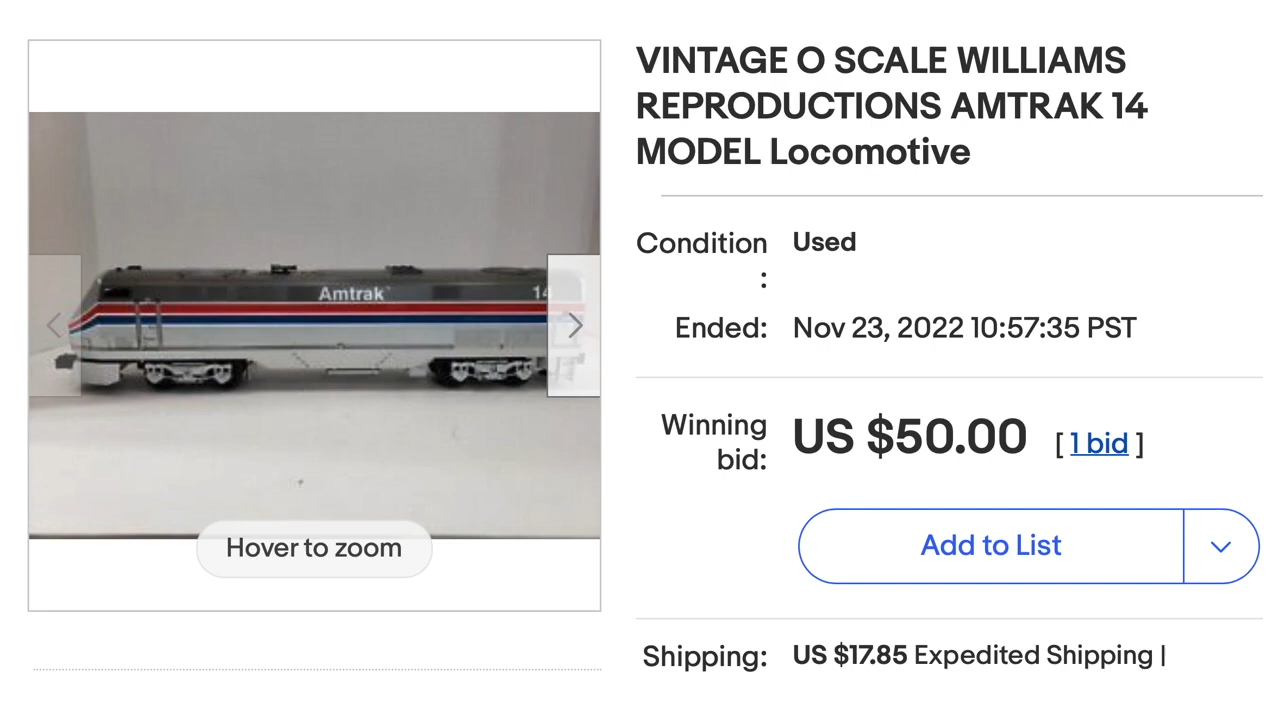 VINTAGE O SCALE WILLIAMS
REPRODUCTIONS AMTRAK 14
MODEL Locomotive
Condition Used
:
Ended: Nov 23, 2022 10:57:35 PST
Amtrak 14
Winning
bid:
US $50.00 [ 1 bid ]
Hover to zoom
Add to List
Shipping: US $17.85 Expedited Shipping |